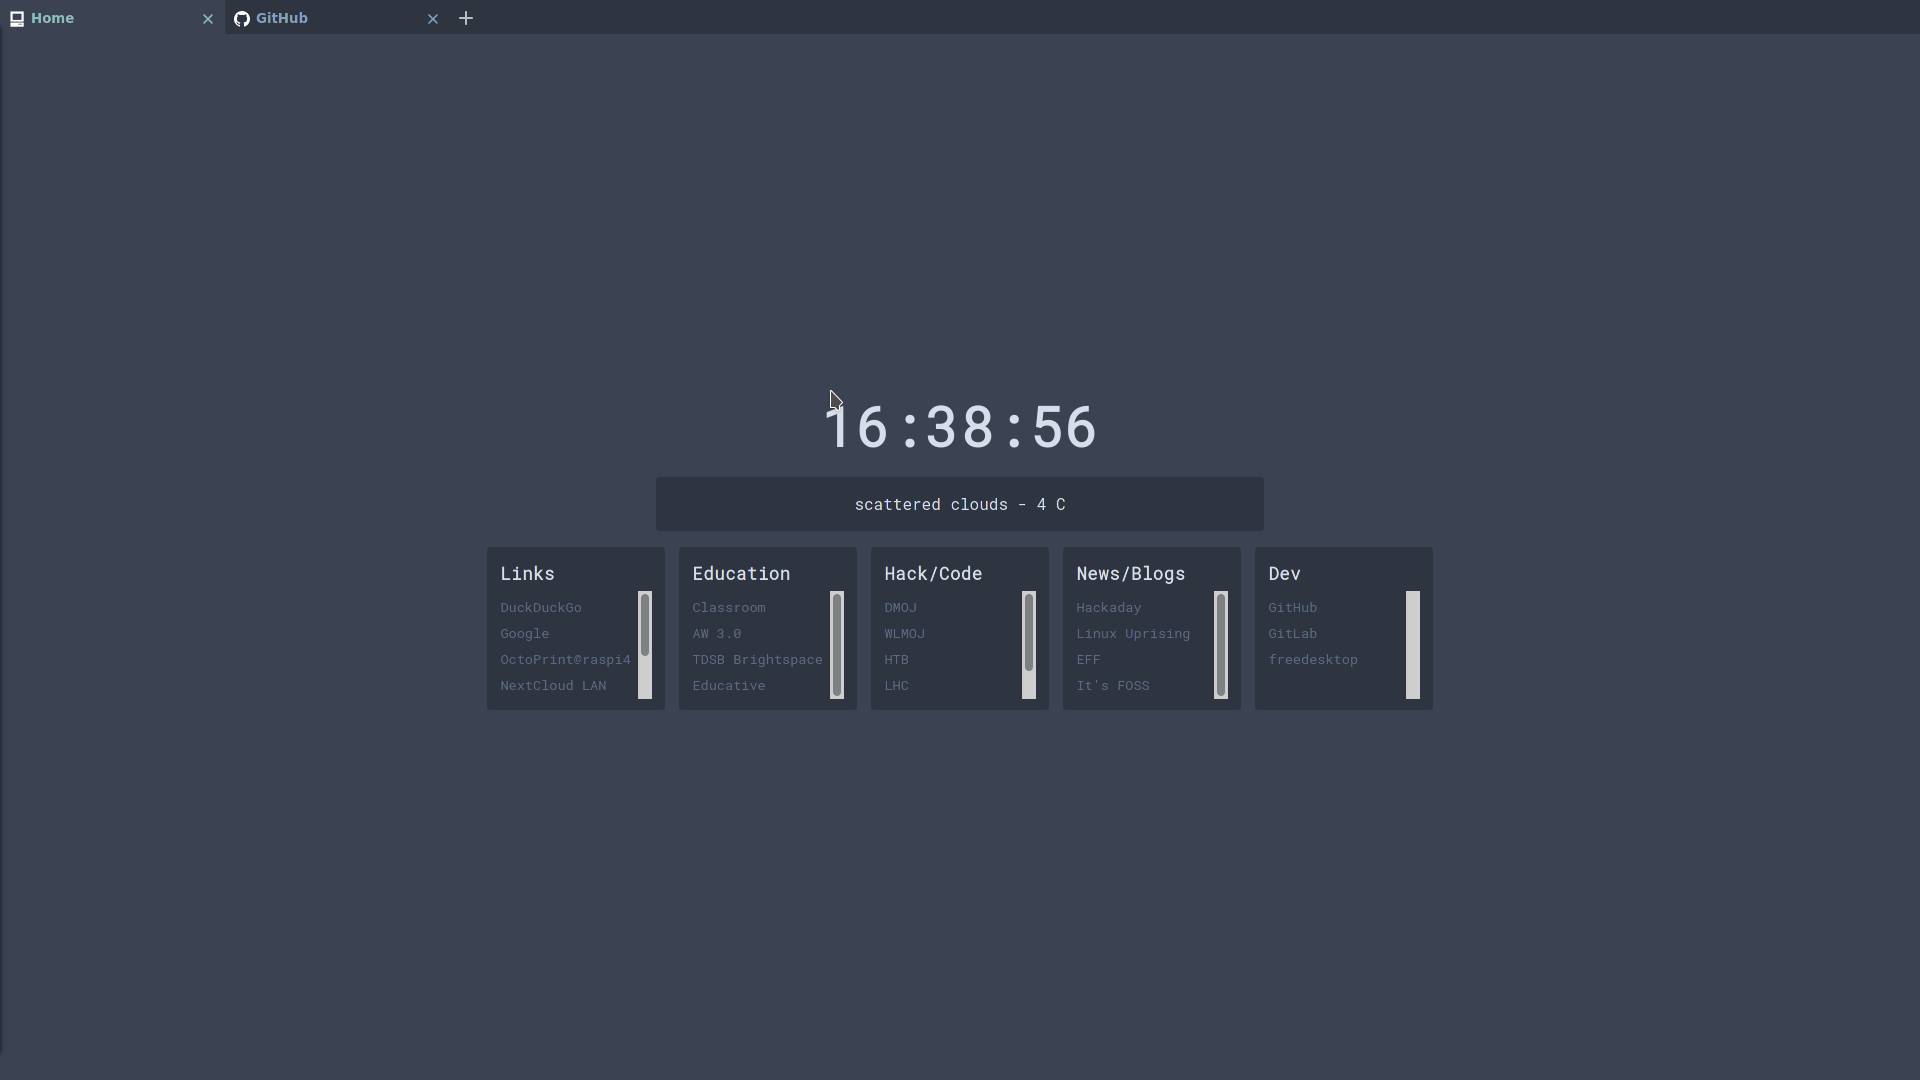 Home
GitHub
16:38:56
scattered clouds - 4 C
Links
DuckDuckGo
Google
OctoPrint@raspi4
NextCloud LAN
Education
Classroom
AW 3.0
TDSB Brightspace
Educative
Hack/Code
DMOJ
WLMOJ
HTB
LHC
News/Blogs
Hackaday
Linux Uprising
EFF
It's FOSS
Dev
GitHub
GitLab
freedesktop